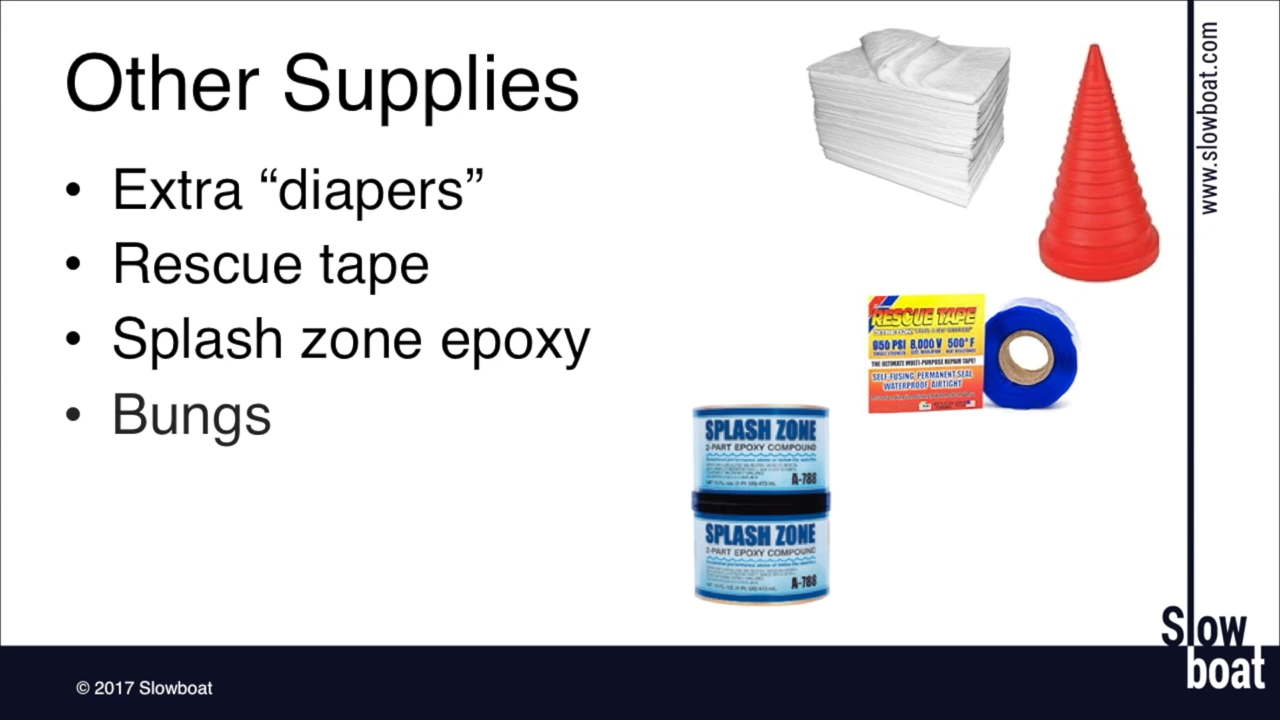 Other Supplies
• Extra “diapers”
• Rescue tape
• Splash zone epoxy
• Bungs
www.slowboat.com
RESCUE TAPE
950 PSI 8,000 V 500° F
THE ULTIMATE MULTI-PURPOSE REPAIR TAPE!
SELF-FUSING PERMANENT SEAL
WATERPROOF AIRTIGHT
SPLASH ZONE
2-PART EPOXY COMPOUND
A-788
SPLASH ZONE
2-PART EPOXY COMPOUND
A-788
© 2017 Slowboat
Slow
boat